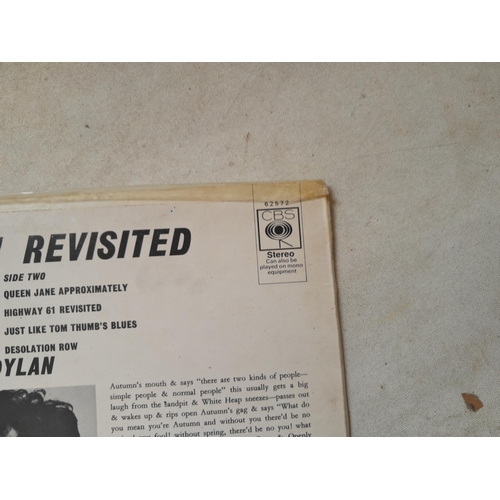 62572
CBS
REVISITED
Stereo
Can also be
played on mono
equipment
SIDE TWO
QUEEN JANE APPROXIMATELY
HIGHWAY 61 REVISITED
JUST LIKE TOM THUMB'S BLUES
DESOLATION ROW
DYLAN
Autumn's mouth & says "there are two kinds of people—
simple people & normal people" this usually gets a big
laugh from the sandpit & White Heap sneezes—passes out
& wakes up & rips open Autumn's gag & says "What do
you mean you're Autumn and without you there'd be no
fool! without spring, there'd be no you! what
& Openly